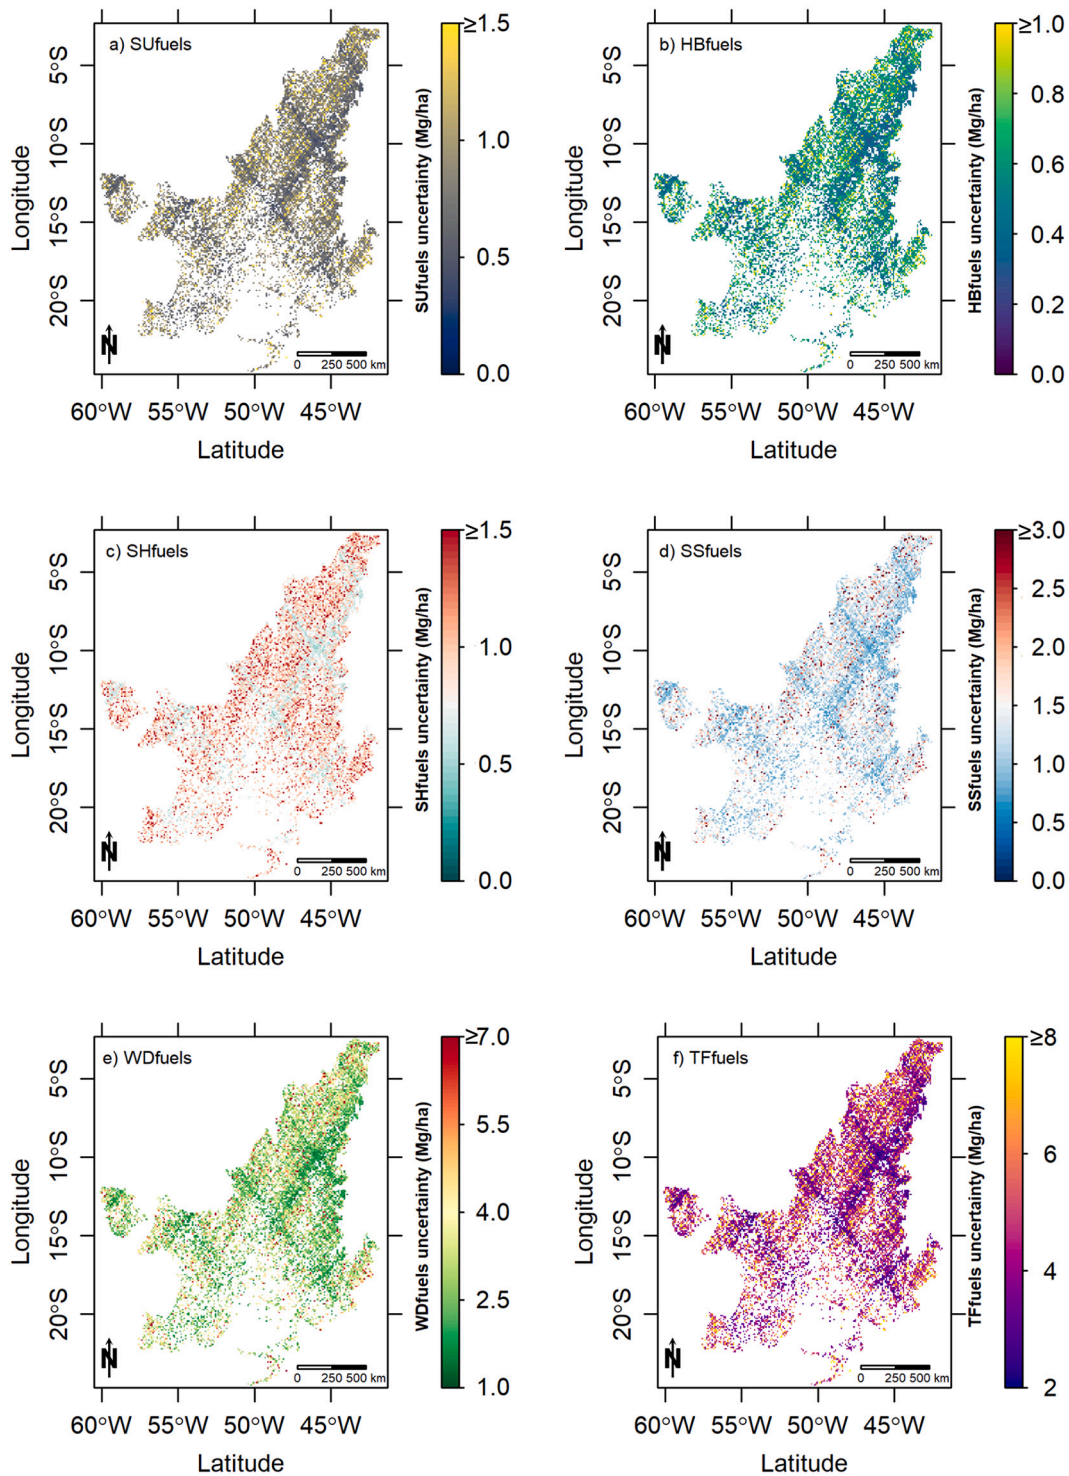 a) SUfuels
5°S
10°S
15°S
20°S
Longitude
N
0 250 500 km
60°W 55°W 50°W 45°W
Latitude
≥1.5
1.0
0.5
0.0
SUfuels uncertainty (Mg/ha)
b) HBfuels
5°S
10°S
15°S
20°S
Longitude
N
0 250 500 km
60°W 55°W 50°W 45°W
Latitude
≥1.0
0.8
0.6
0.4
0.2
0.0
HBfuels uncertainty (Mg/ha)
c) SHfuels
5°S
10°S
15°S
20°S
Longitude
N
0 250 500 km
60°W 55°W 50°W 45°W
Latitude
≥1.5
1.0
0.5
0.0
SHfuels uncertainty (Mg/ha)
d) SSfuels
5°S
10°S
15°S
20°S
Longitude
N
0 250 500 km
60°W 55°W 50°W 45°W
Latitude
≥3.0
2.5
2.0
1.5
1.0
0.5
0.0
SSfuels uncertainty (Mg/ha)
e) WDfuels
5°S
10°S
15°S
20°S
Longitude
N
0 250 500 km
60°W 55°W 50°W 45°W
Latitude
≥7.0
5.5
4.0
2.5
1.0
WDfuels uncertainty (Mg/ha)
f) TFfuels
5°S
10°S
15°S
20°S
Longitude
N
0 250 500 km
60°W 55°W 50°W 45°W
Latitude
≥8
6
4
2
TFfuels uncertainty (Mg/ha)